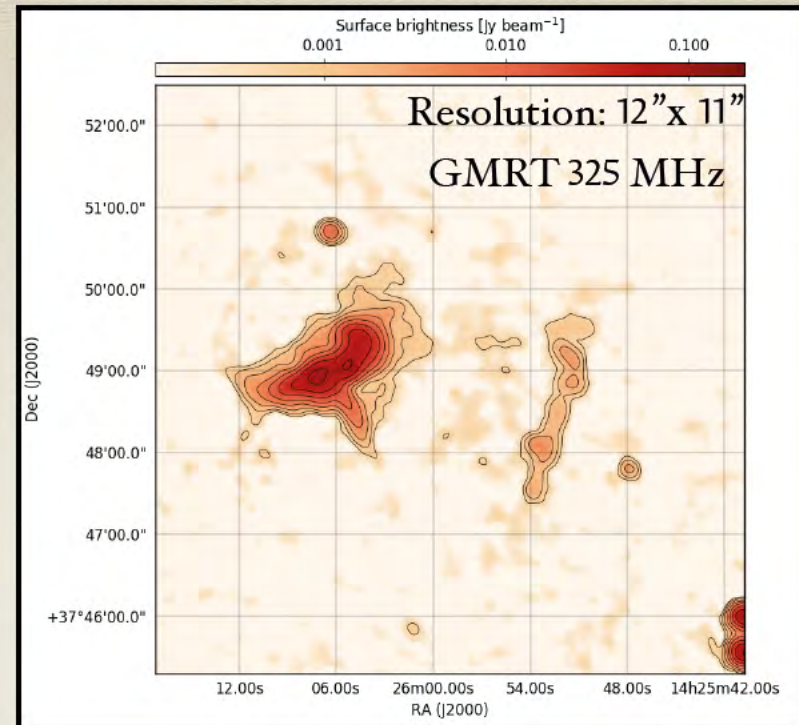 Surface brightness [Jy beam⁻¹]
0.001 0.010 0.100
Resolution: 12”x 11”
GMRT 325 MHz
52'00.0"
51'00.0"
50'00.0"
49'00.0"
48'00.0"
47'00.0"
+37°46'00.0"
Dec (J2000)
12.00s 06.00s 26m00.00s 54.00s 48.00s 14h25m42.00s
RA (J2000)